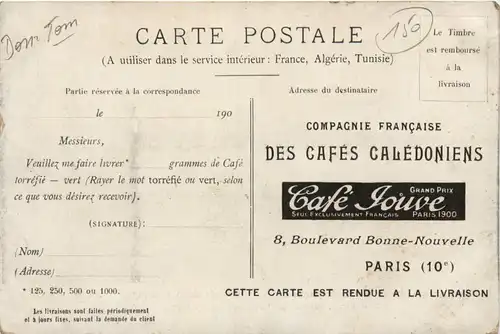 Dom Tom
CARTE POSTALE
150
(A utiliser dans le service intérieur : France, Algérie, Tunisie)
Le Timbre
est remboursé
à la
livraison
Partie réservée à la correspondance
le 190
Messieurs,
Veuillez me faire livrer* grammes de Café
torréfié — vert (Rayer le mot torréfié ou vert, selon
ce que vous désirez recevoir).
(SIGNATURE):
(Nom)
(Adresse)
* 125, 250, 500 ou 1000.
Les livraisons sont faites périodiquement
et à jours fixes, suivant la demande du client
Adresse du destinataire
COMPAGNIE FRANÇAISE
DES CAFÉS CALÉDONIENS
Café Jouve
GRAND PRIX
SEUL EXCLUSIVEMENT FRANÇAIS PARIS 1900
8, Boulevard Bonne-Nouvelle
PARIS (10e)
CETTE CARTE EST RENDUE A LA LIVRAISON